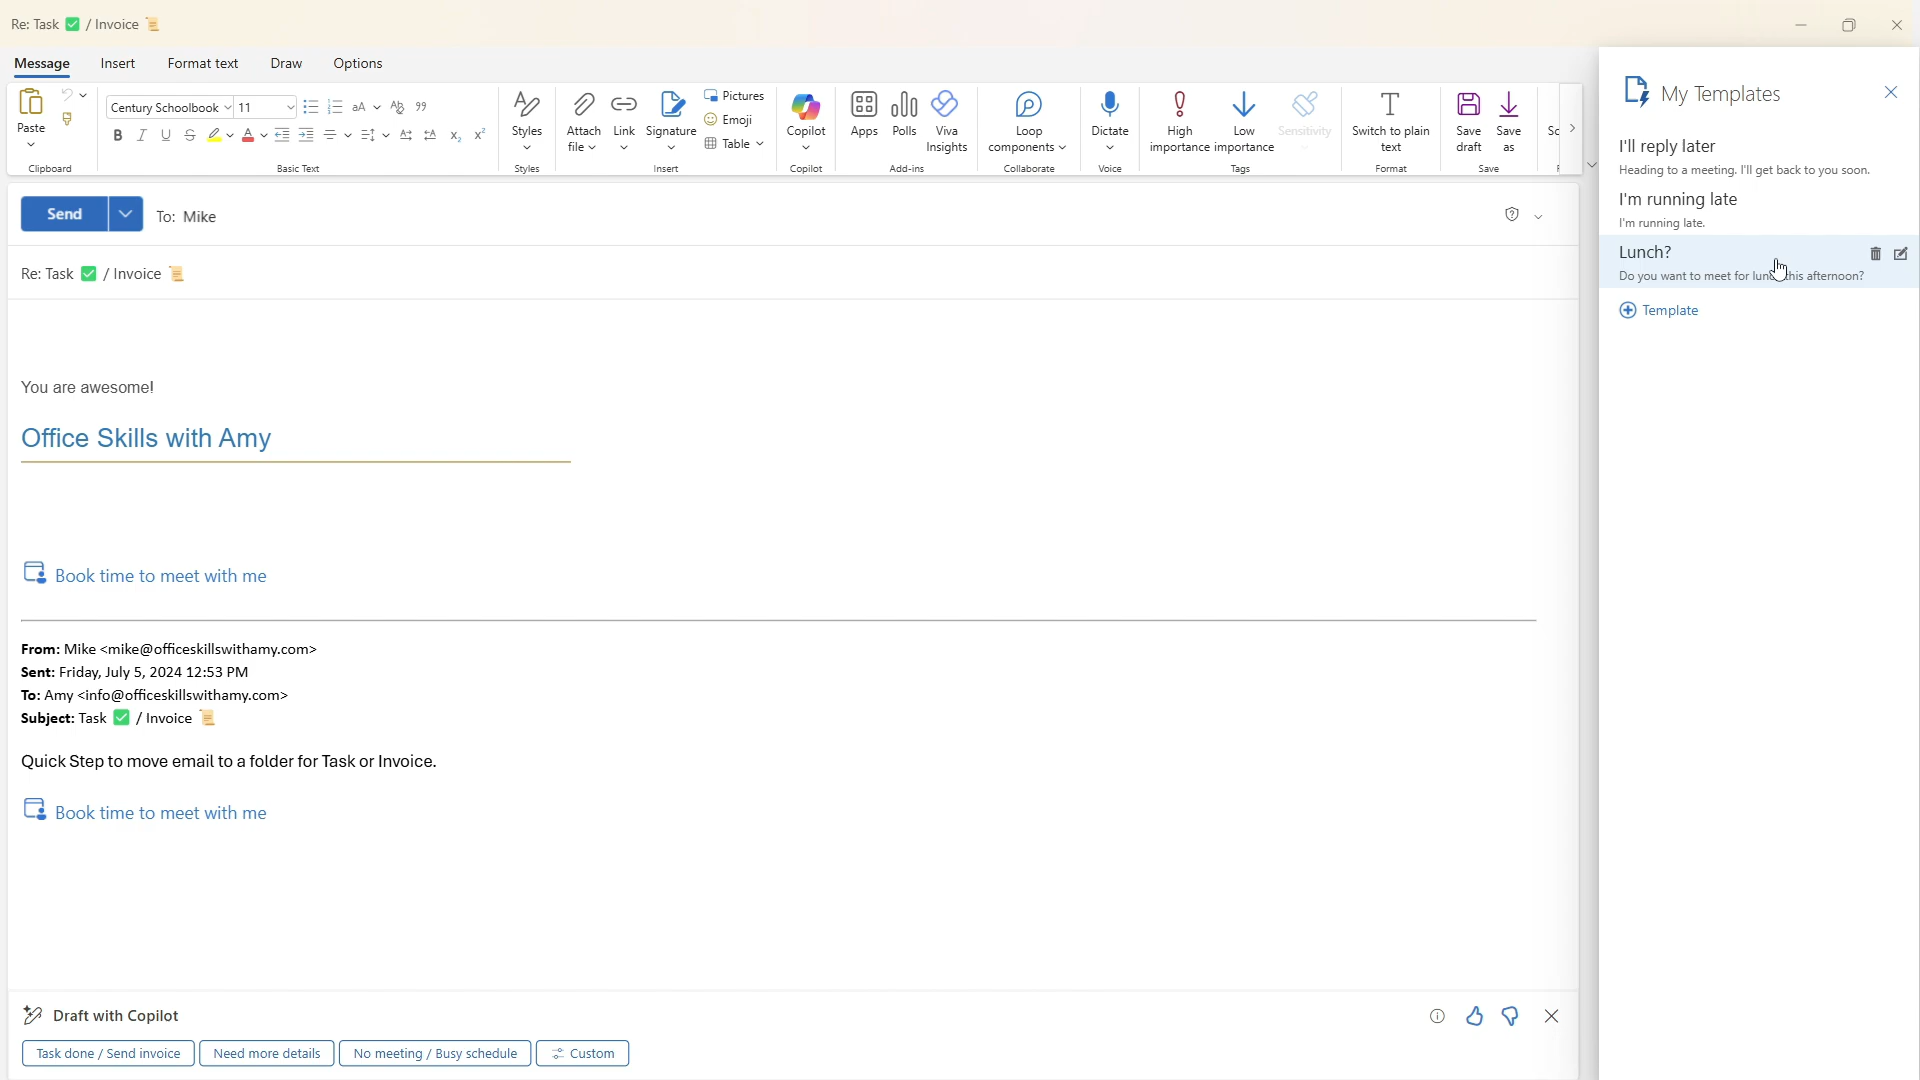 Re: Task ✅ / Invoice 📜
Message Insert Format text Draw Options
Paste
Clipboard
Century Schoolbook 11
Basic Text
Styles
Styles
Attach file
Link
Signature
Pictures
Emoji
Table
Insert
Copilot
Copilot
Apps
Polls
Viva Insights
Add-ins
Loop components
Collaborate
Dictate
Voice
High importance
Low importance
Sensitivity
Tags
Switch to plain text
Format
Save draft
Save as
Save
Send To: Mike
Re: Task ✅ / Invoice 📜
You are awesome!
Office Skills with Amy
Book time to meet with me
From: Mike <mike@officeskillswithamy.com>
Sent: Friday, July 5, 2024 12:53 PM
To: Amy <info@officeskillswithamy.com>
Subject: Task ✅ / Invoice 📜
Quick Step to move email to a folder for Task or Invoice.
Book time to meet with me
Draft with Copilot
Task done / Send invoice Need more details No meeting / Busy schedule Custom
My Templates
I'll reply later
Heading to a meeting. I'll get back to you soon.
I'm running late
I'm running late.
Lunch?
Do you want to meet for afternoon?
Template